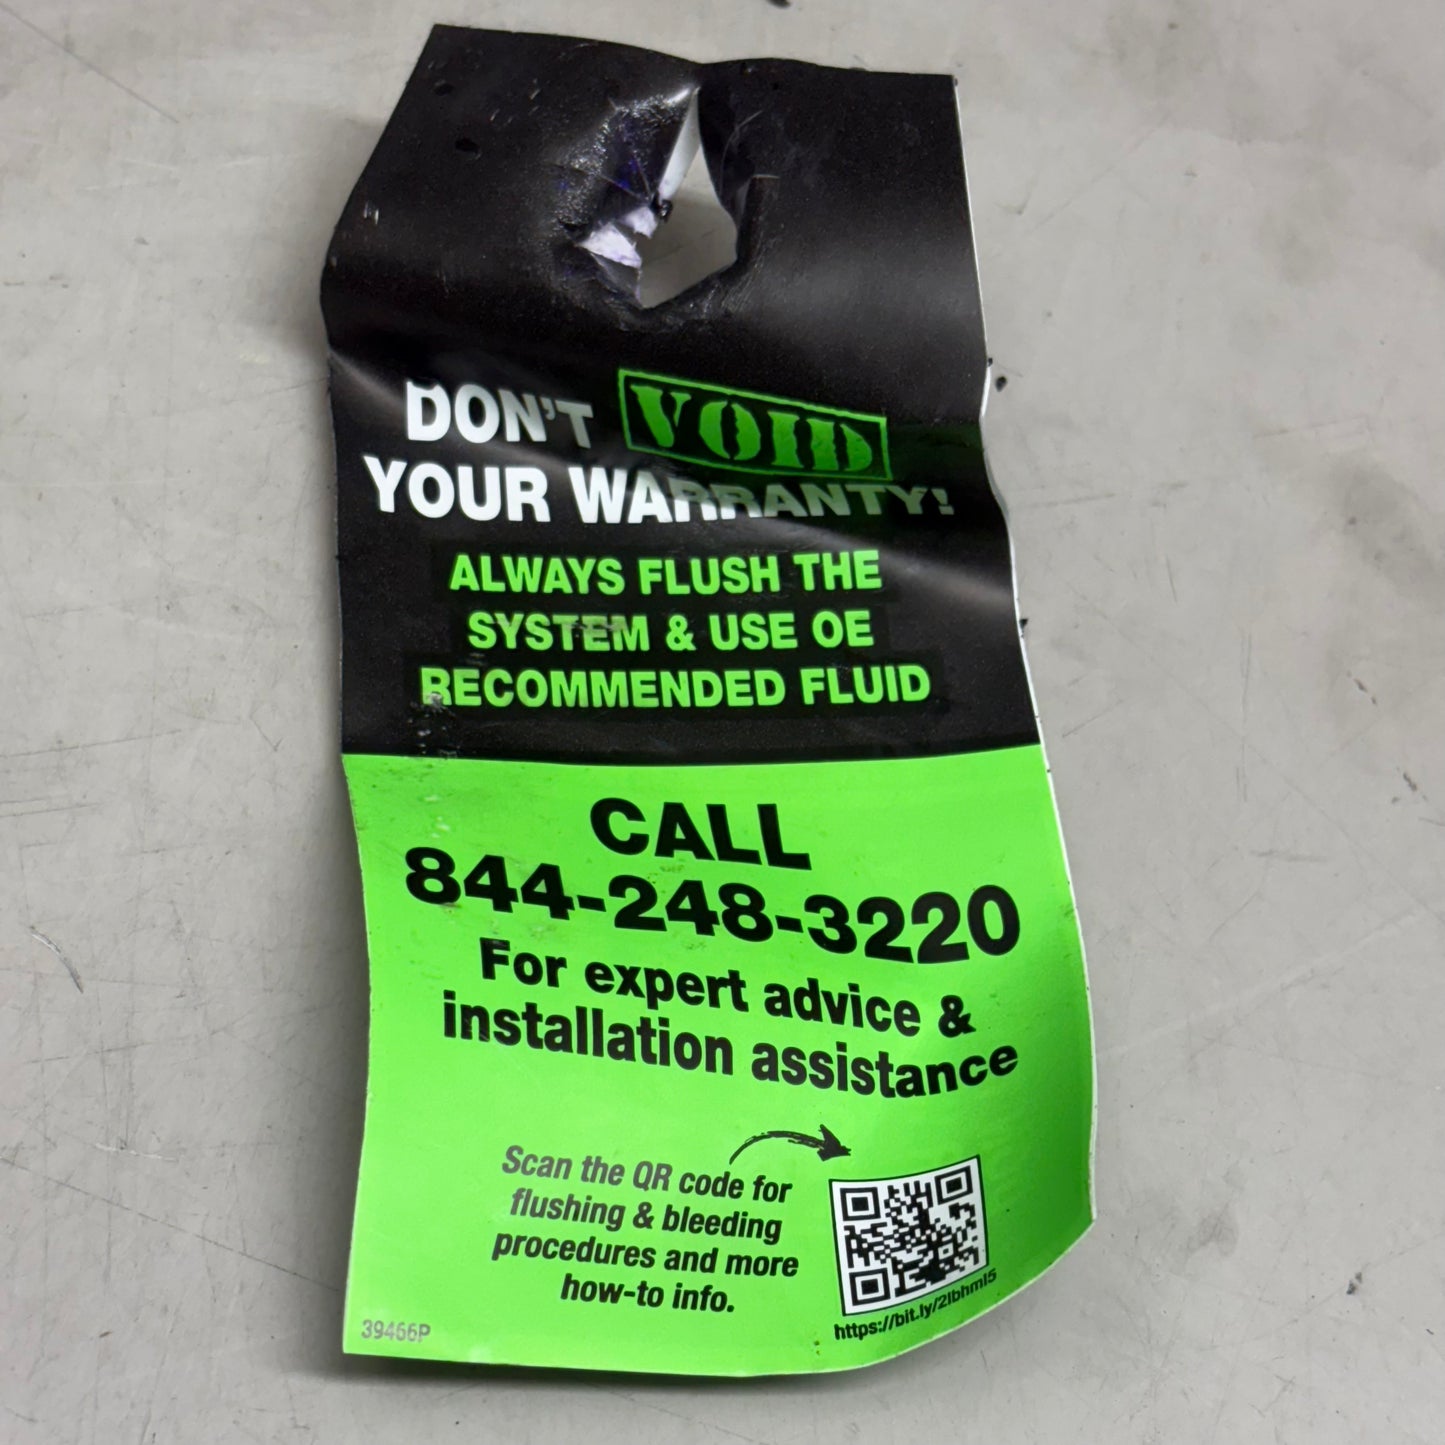 DON'T VOID
YOUR WARRANTY!
ALWAYS FLUSH THE
SYSTEM & USE OE
RECOMMENDED FLUID
CALL
844-248-3220
For expert advice &
installation assistance
Scan the QR code for
flushing & bleeding
procedures and more
how-to info.
https://bit.ly/2Ibhml5
39466P